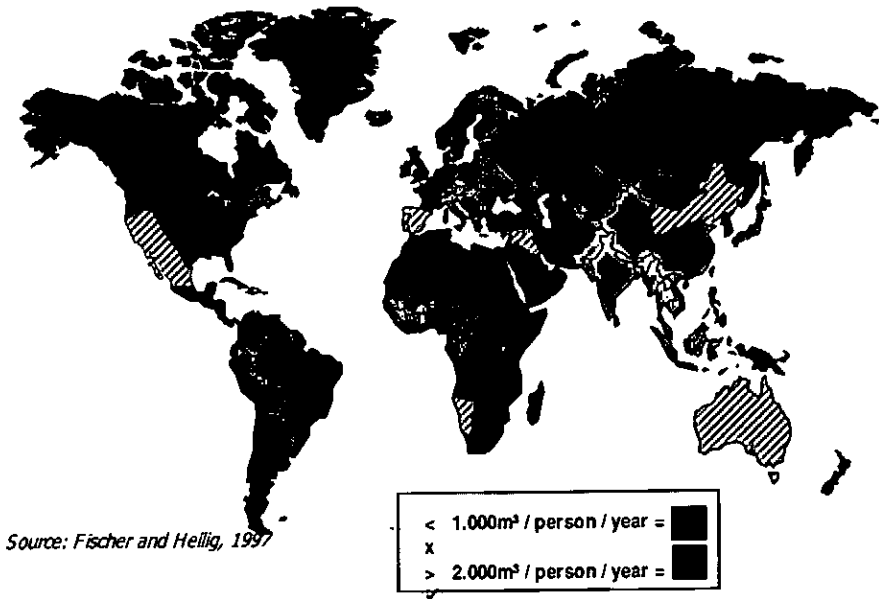 Source: Fischer and Hellig, 1997
< 1.000m³ / person / year =
x
> 2.000m³ / person / year =